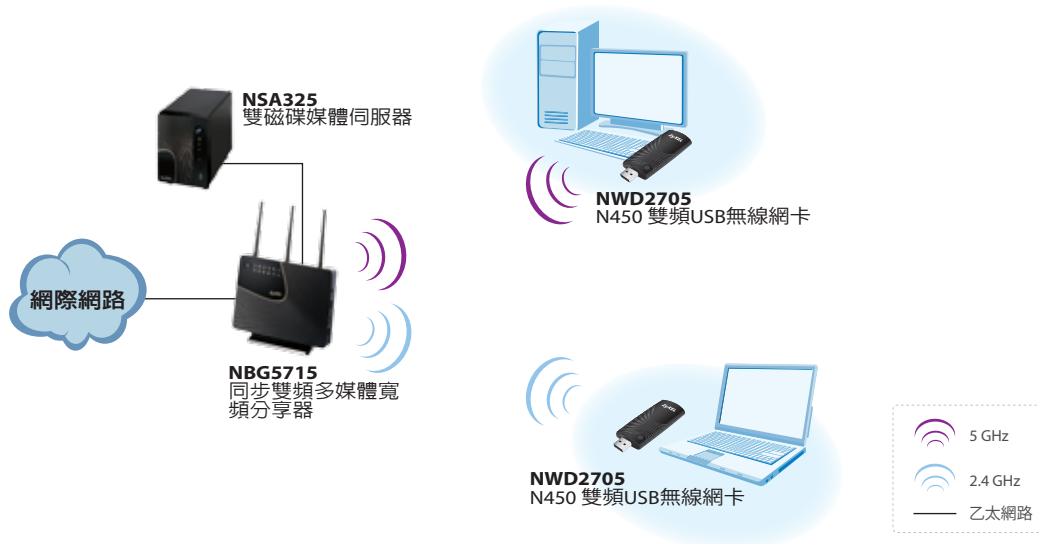 NSA325
雙磁碟媒體伺服器
ZyXEL
NWD2705
N450 雙頻USB無線網卡
網際網路
NBG5715
同步雙頻多媒體寬
頻分享器
ZyXEL
NWD2705
N450 雙頻USB無線網卡
5 GHz
2.4 GHz
乙太網路